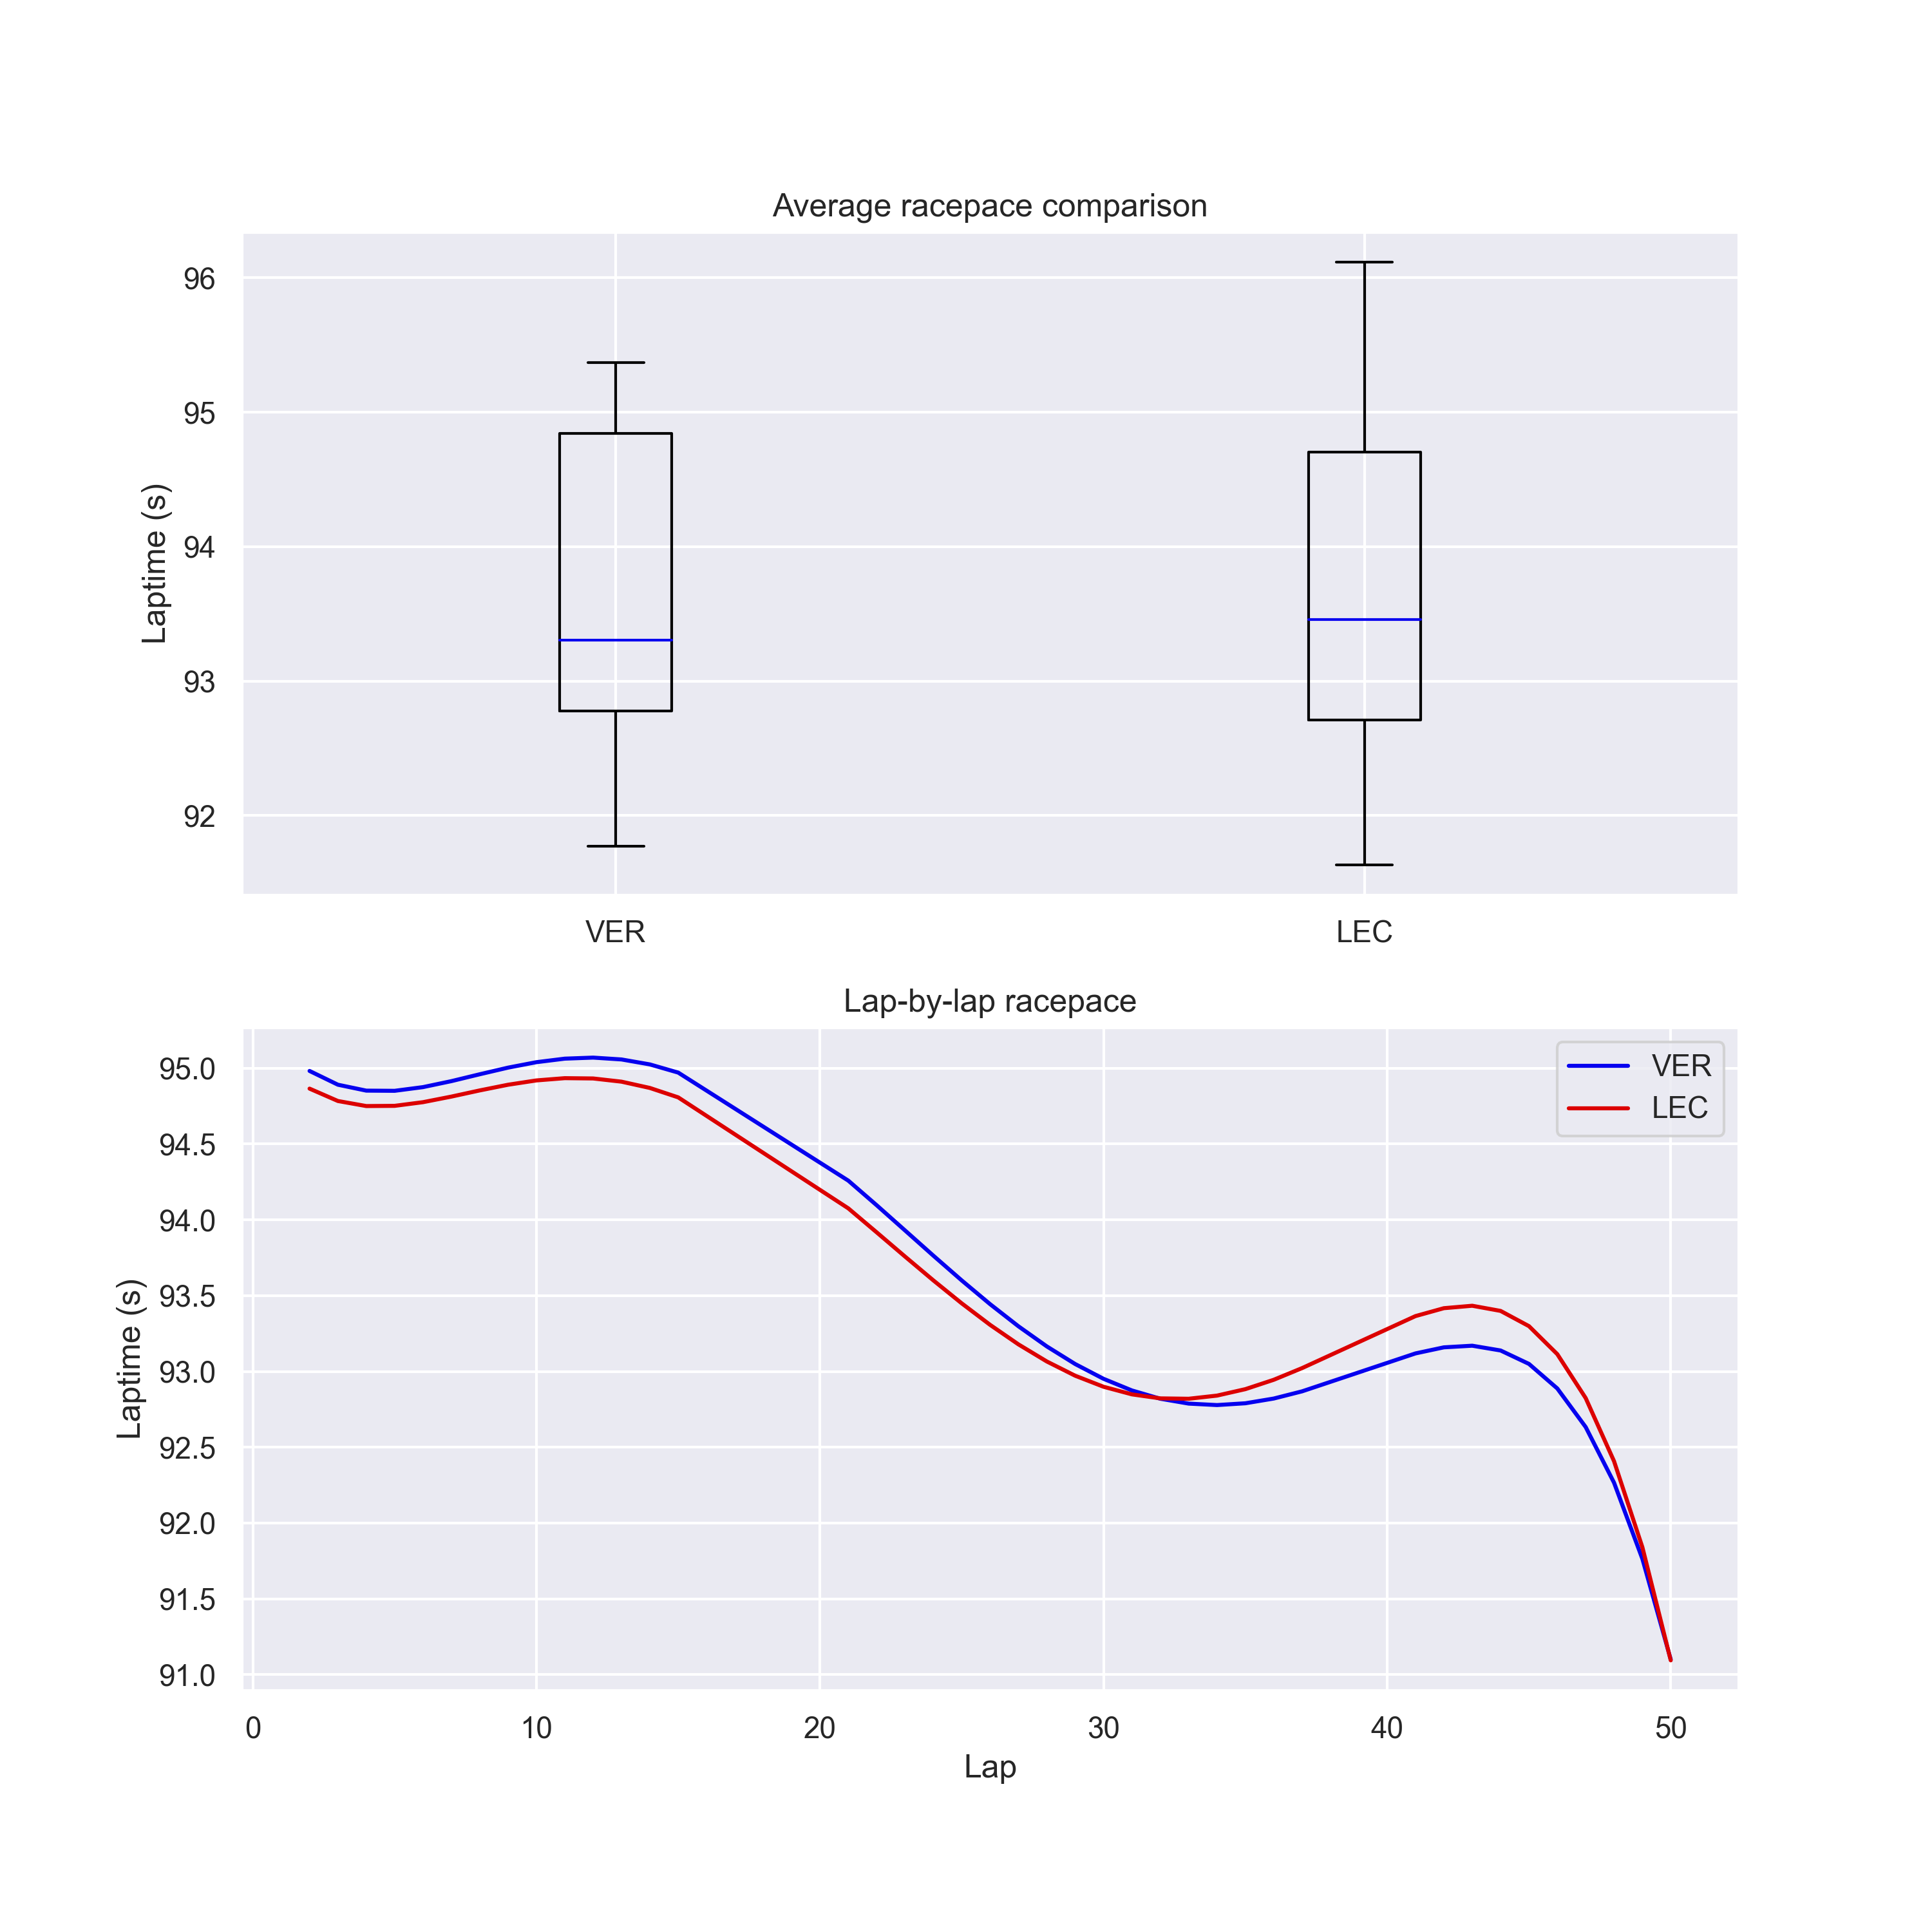 Average racepace comparison
96
95
94
93
92
Laptime (s)
VER
LEC
Lap-by-lap racepace
VER
LEC
95.0
94.5
94.0
93.5
93.0
92.5
92.0
91.5
91.0
Laptime (s)
0 10 20 30 40 50
Lap